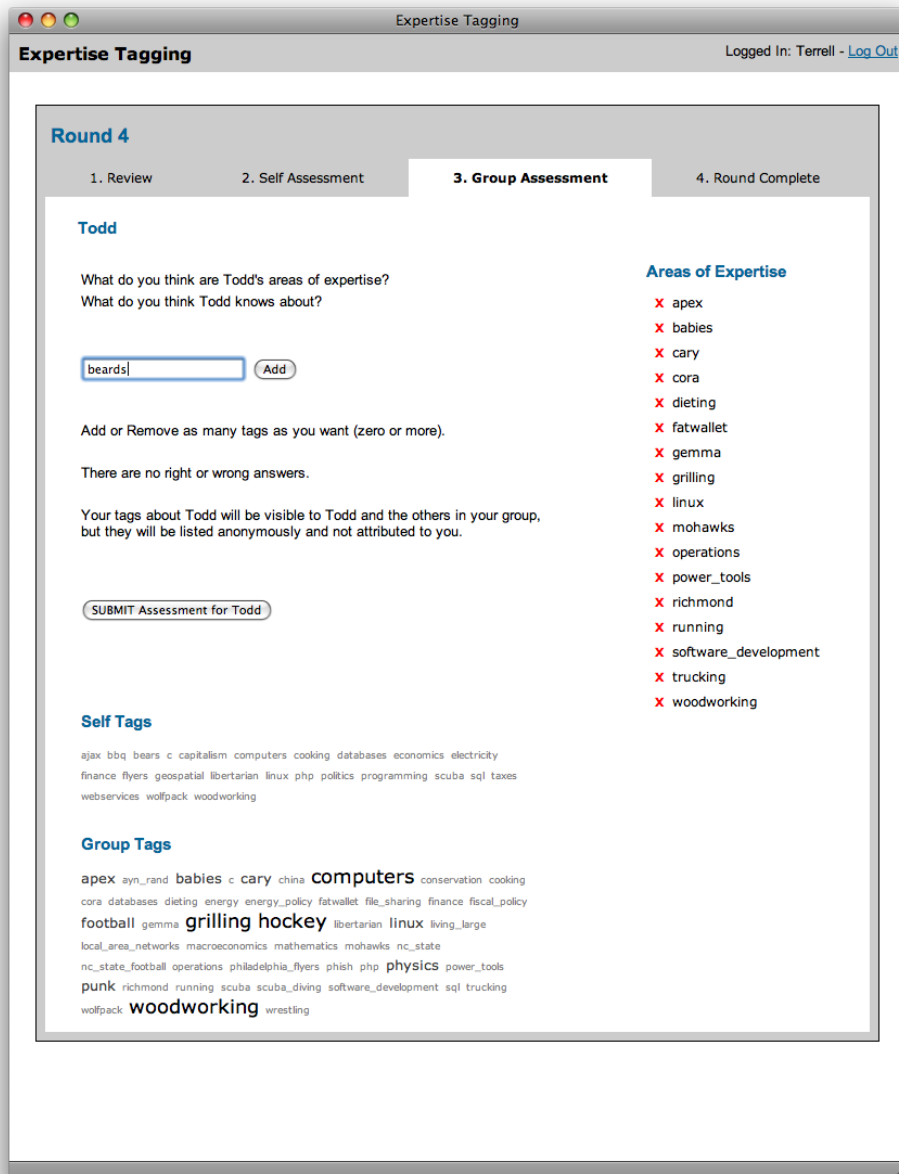 Expertise Tagging
Expertise Tagging
Logged In: Terrell - Log Out
Round 4
1. Review
2. Self Assessment
3. Group Assessment
4. Round Complete
Todd
What do you think are Todd's areas of expertise?
What do you think Todd knows about?
beards
Add
Add or Remove as many tags as you want (zero or more).
There are no right or wrong answers.
Your tags about Todd will be visible to Todd and the others in your group,
but they will be listed anonymously and not attributed to you.
SUBMIT Assessment for Todd
Areas of Expertise
X apex
X babies
X cary
X cora
X dieting
X fatwallet
X gemma
X grilling
X linux
X mohawks
X operations
X power_tools
X richmond
X running
X software_development
X trucking
X woodworking
Self Tags
ajax bbq bears c capitalism computers cooking databases economics electricity
finance flyers geospatial libertarian linux php politics programming scuba sql taxes
webservices wolfpack woodworking
Group Tags
apex ayn_rand babies c cary china computers conservation cooking
cora databases dieting energy energy_policy fatwallet file_sharing finance fiscal_policy
football gemma grilling hockey libertarian linux living_large
local_area_networks macroeconomics mathematics mohawks nc_state
nc_state_football operations philadelphia_flyers phish php physics power_tools
punk richmond running scuba scuba_diving software_development sql trucking
wolfpack woodworking wrestling